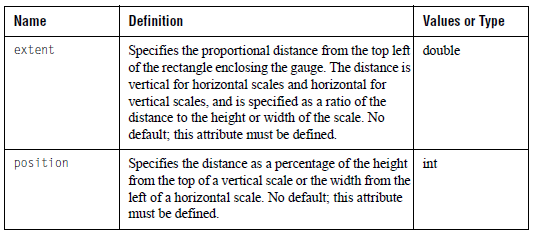 Name Definition Values or Type
extent Specifies the proportional distance from the top left double
of the rectangle enclosing the gauge. The distance is
vertical for horizontal scales and horizontal for
vertical scales, and is specified as a ratio of the
distance to the height or width of the scale. No
default; this attribute must be defined.
position Specifies the distance as a percentage of the height int
from the top of a vertical scale or the width from the
left of a horizontal scale. No default; this attribute
must be defined.